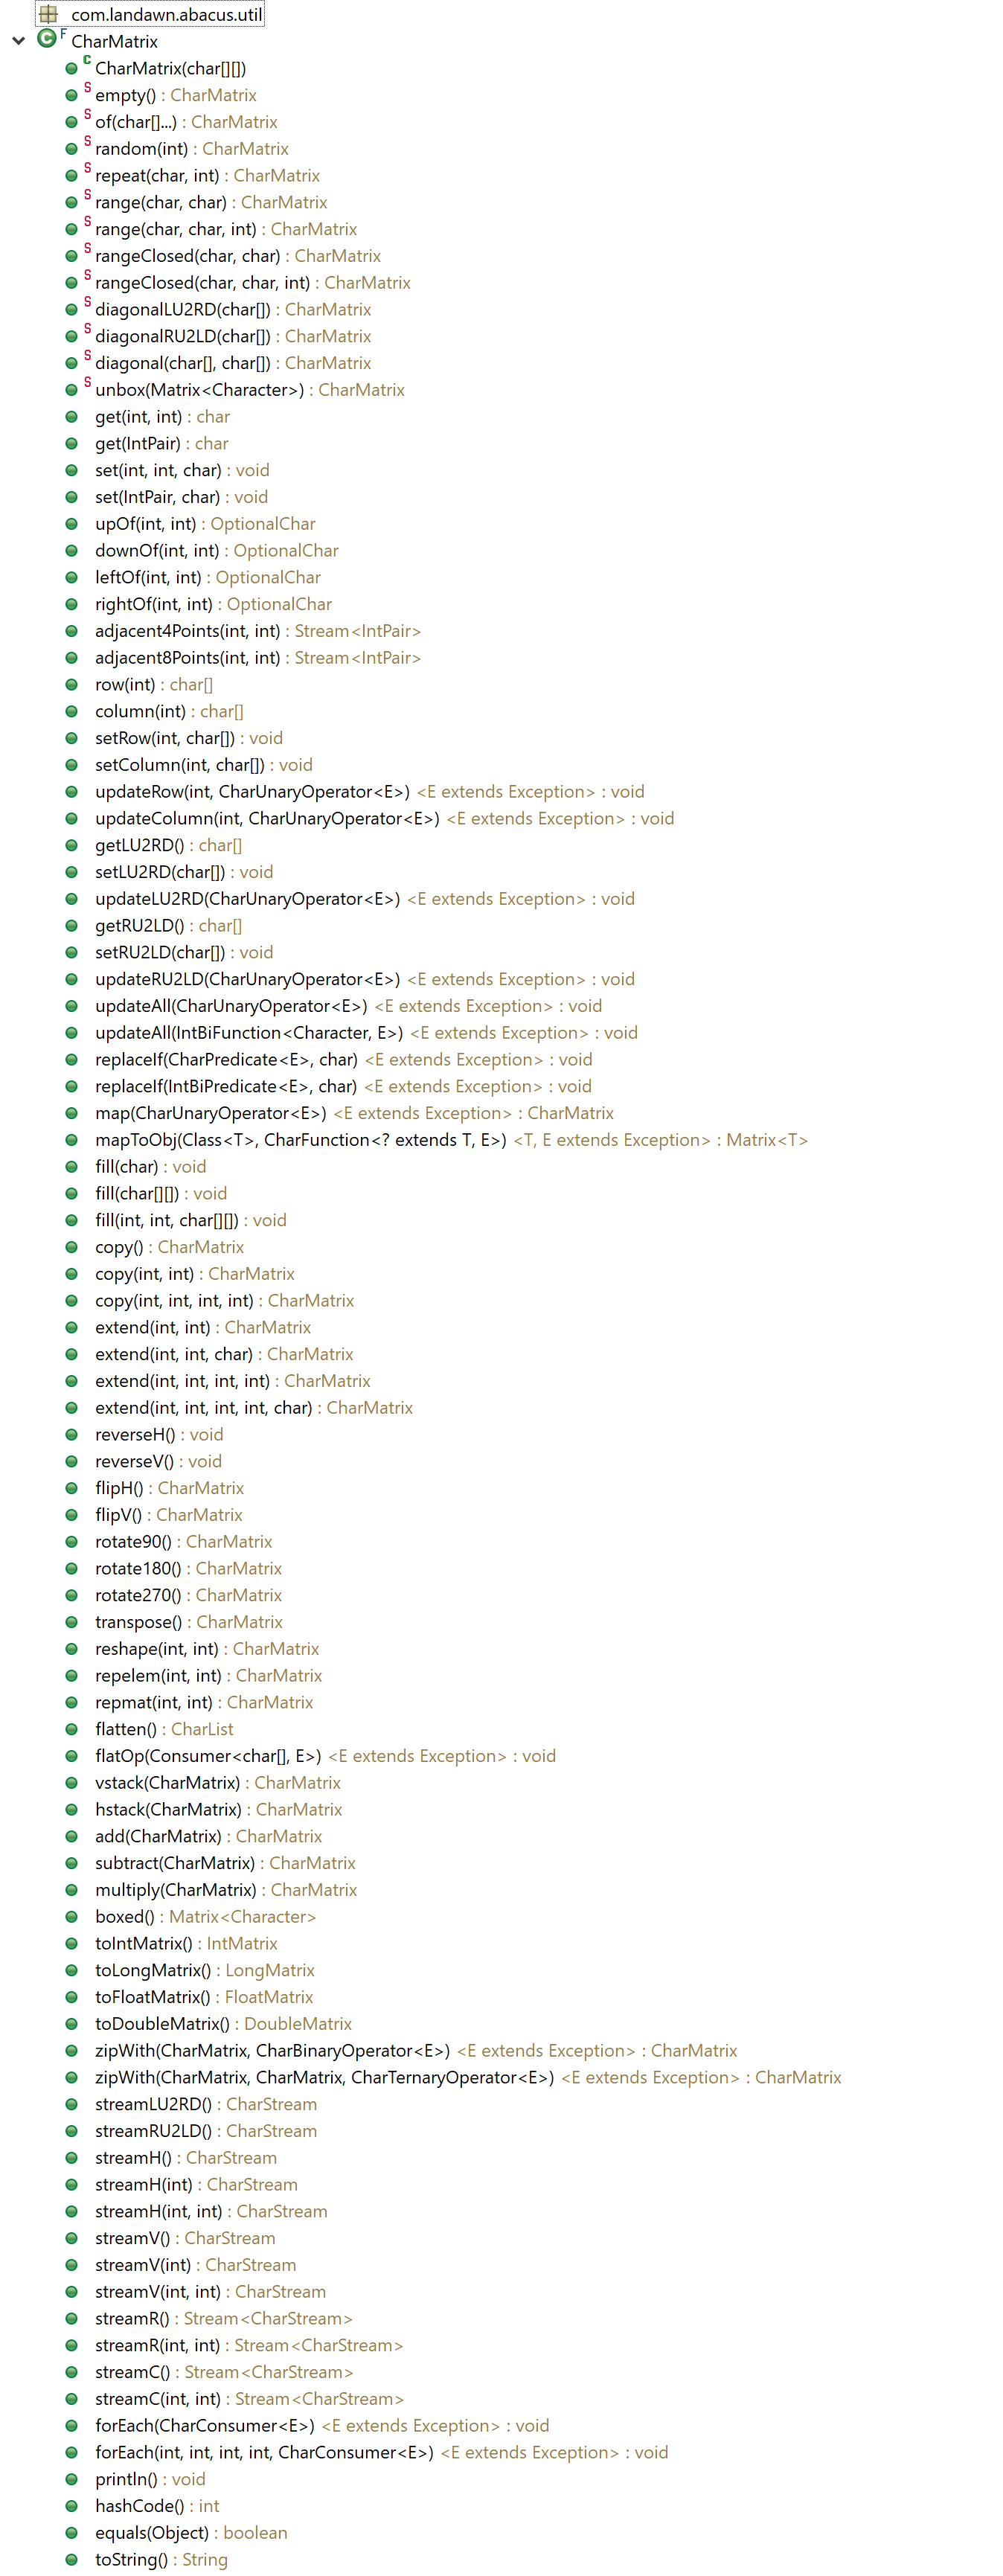 com.landawn.abacus.util
CharMatrix
CharMatrix(char[][])
empty() : CharMatrix
of(char[]...) : CharMatrix
random(int) : CharMatrix
repeat(char, int) : CharMatrix
range(char, char) : CharMatrix
range(char, char, int) : CharMatrix
rangeClosed(char, char) : CharMatrix
rangeClosed(char, char, int) : CharMatrix
diagonalLU2RD(char[]) : CharMatrix
diagonalRU2LD(char[]) : CharMatrix
diagonal(char[], char[]) : CharMatrix
unbox(Matrix<Character>) : CharMatrix
get(int, int) : char
get(IntPair) : char
set(int, int, char) : void
set(IntPair, char) : void
upOf(int, int) : OptionalChar
downOf(int, int) : OptionalChar
leftOf(int, int) : OptionalChar
rightOf(int, int) : OptionalChar
adjacent4Points(int, int) : Stream<IntPair>
adjacent8Points(int, int) : Stream<IntPair>
row(int) : char[]
column(int) : char[]
setRow(int, char[]) : void
setColumn(int, char[]) : void
updateRow(int, CharUnaryOperator<E>) <E extends Exception> : void
updateColumn(int, CharUnaryOperator<E>) <E extends Exception> : void
getLU2RD() : char[]
setLU2RD(char[]) : void
updateLU2RD(CharUnaryOperator<E>) <E extends Exception> : void
getRU2LD() : char[]
setRU2LD(char[]) : void
updateRU2LD(CharUnaryOperator<E>) <E extends Exception> : void
updateAll(CharUnaryOperator<E>) <E extends Exception> : void
updateAll(IntBiFunction<Character, E>) <E extends Exception> : void
replaceIf(CharPredicate<E>, char) <E extends Exception> : void
replaceIf(IntBiPredicate<E>, char) <E extends Exception> : void
map(CharUnaryOperator<E>) <E extends Exception> : CharMatrix
mapToObj(Class<T>, CharFunction<? extends T, E>) <T, E extends Exception> : Matrix<T>
fill(char) : void
fill(char[][]) : void
fill(int, int, char[][]) : void
copy() : CharMatrix
copy(int, int) : CharMatrix
copy(int, int, int, int) : CharMatrix
extend(int, int) : CharMatrix
extend(int, int, char) : CharMatrix
extend(int, int, int, int) : CharMatrix
extend(int, int, int, int, char) : CharMatrix
reverseH() : void
reverseV() : void
flipH() : CharMatrix
flipV() : CharMatrix
rotate90() : CharMatrix
rotate180() : CharMatrix
rotate270() : CharMatrix
transpose() : CharMatrix
reshape(int, int) : CharMatrix
repelem(int, int) : CharMatrix
repmat(int, int) : CharMatrix
flatten() : CharList
flatOp(Consumer<char[], E>) <E extends Exception> : void
vstack(CharMatrix) : CharMatrix
hstack(CharMatrix) : CharMatrix
add(CharMatrix) : CharMatrix
subtract(CharMatrix) : CharMatrix
multiply(CharMatrix) : CharMatrix
boxed() : Matrix<Character>
toIntMatrix() : IntMatrix
toLongMatrix() : LongMatrix
toFloatMatrix() : FloatMatrix
toDoubleMatrix() : DoubleMatrix
zipWith(CharMatrix, CharBinaryOperator<E>) <E extends Exception> : CharMatrix
zipWith(CharMatrix, CharMatrix, CharTernaryOperator<E>) <E extends Exception> : CharMatrix
streamLU2RD() : CharStream
streamRU2LD() : CharStream
streamH() : CharStream
streamH(int) : CharStream
streamH(int, int) : CharStream
streamV() : CharStream
streamV(int) : CharStream
streamV(int, int) : CharStream
streamR() : Stream<CharStream>
streamR(int, int) : Stream<CharStream>
streamC() : Stream<CharStream>
streamC(int, int) : Stream<CharStream>
forEach(CharConsumer<E>) <E extends Exception> : void
forEach(int, int, int, int, CharConsumer<E>) <E extends Exception> : void
println() : void
hashCode() : int
equals(Object) : boolean
toString() : String